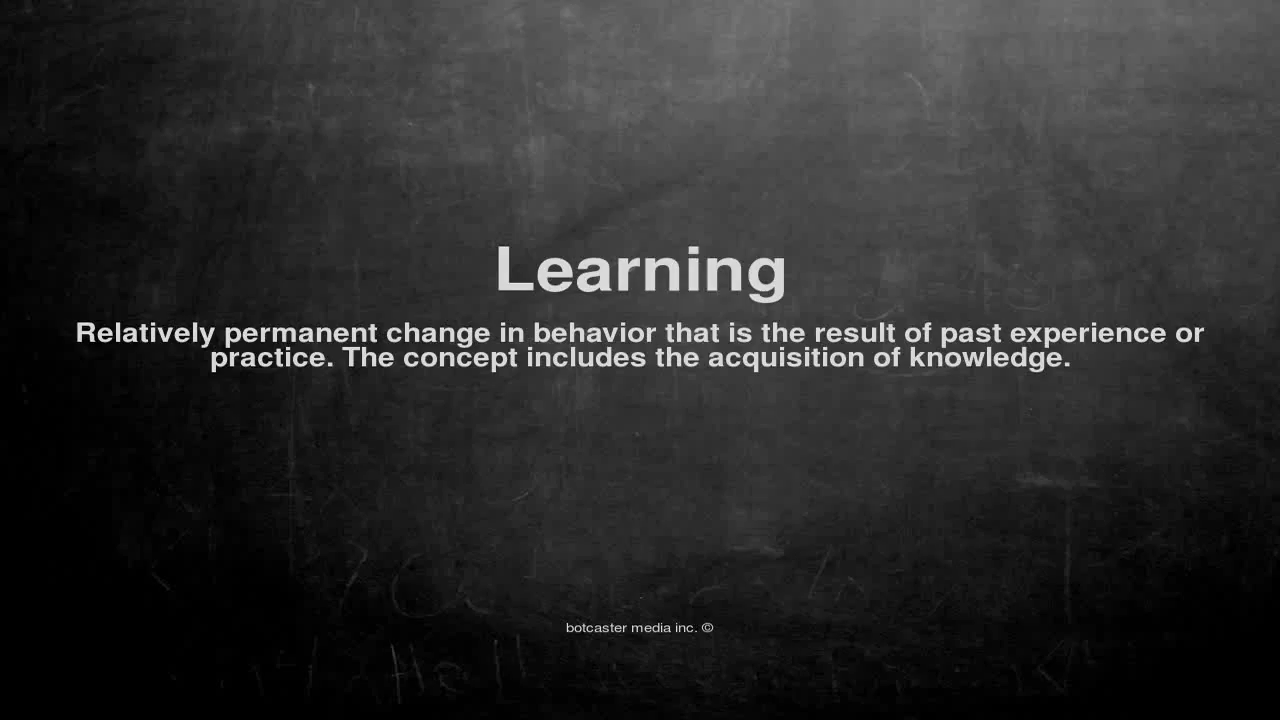 Learning
Relatively permanent change in behavior that is the result of past experience or
practice. The concept includes the acquisition of knowledge.
botcaster media inc. ©